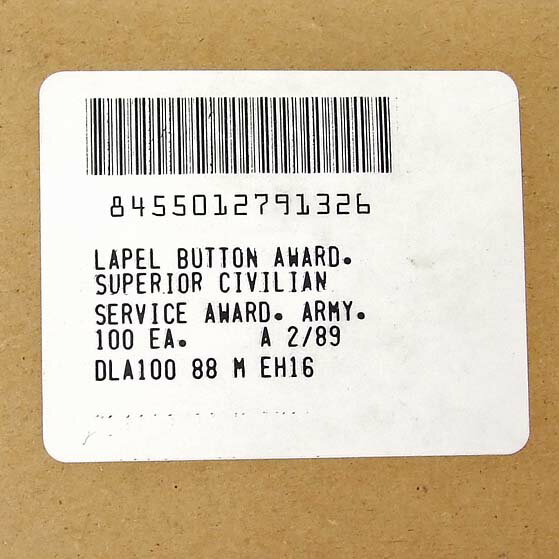 8455012791326
LAPEL BUTTON AWARD.
SUPERIOR CIVILIAN
SERVICE AWARD. ARMY.
100 EA. A 2/89
DLA100 88 M EH16